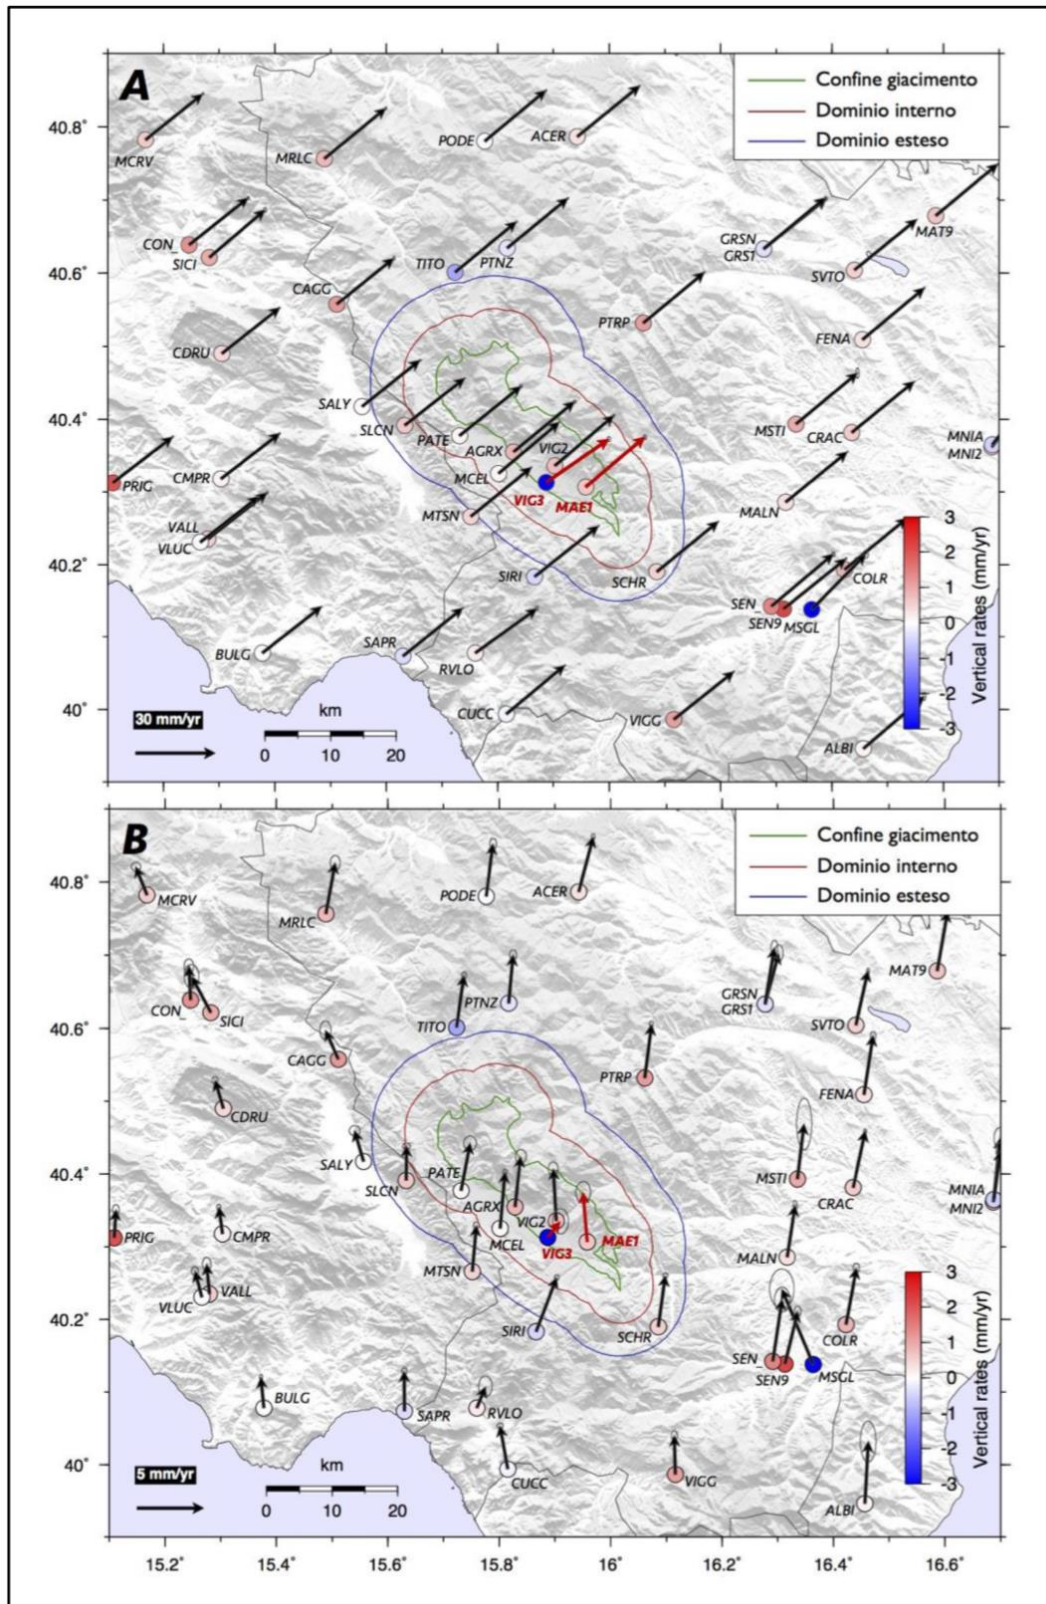 A
Confine giacimento
Dominio interno
Dominio esteso
40.8°
40.6°
40.4°
40.2°
40°
MCRV
MRLC
PODE
ACER
CON_
SICI
CAGG
TITO
PTNZ
GRSN
GRS1
MAT9
SVTO
CDRU
PTRP
FENA
SALY
SLCN
PATE
AGRX
VIG2
MCEL
VIG3
MAE1
MSTI
CRAC
MNIA
MNI2
PRIG
CMPR
MTSN
MALN
VALL
VLUC
SIRI
SCHR
SEN_
SEN9
MSGL
COLR
BULG
SAPR
RVLO
CUCC
VIGG
ALBI
30 mm/yr
km
0 10 20
3
2
1
0
-1
-2
-3
Vertical rates (mm/yr)
B
Confine giacimento
Dominio interno
Dominio esteso
40.8°
40.6°
40.4°
40.2°
40°
MCRV
MRLC
PODE
ACER
CON_
SICI
CAGG
TITO
PTNZ
GRSN
GRS1
MAT9
SVTO
CDRU
PTRP
FENA
SALY
SLCN
PATE
AGRX
VIG2
MCEL
VIG3
MAE1
MSTI
CRAC
MNIA
MNI2
PRIG
CMPR
MTSN
MALN
VLUC
VALL
SIRI
SCHR
SEN_
SEN9
MSGL
COLR
BULG
SAPR
RVLO
CUCC
VIGG
ALBI
5 mm/yr
km
0 10 20
3
2
1
0
-1
-2
-3
Vertical rates (mm/yr)
15.2° 15.4° 15.6° 15.8° 16° 16.2° 16.4° 16.6°